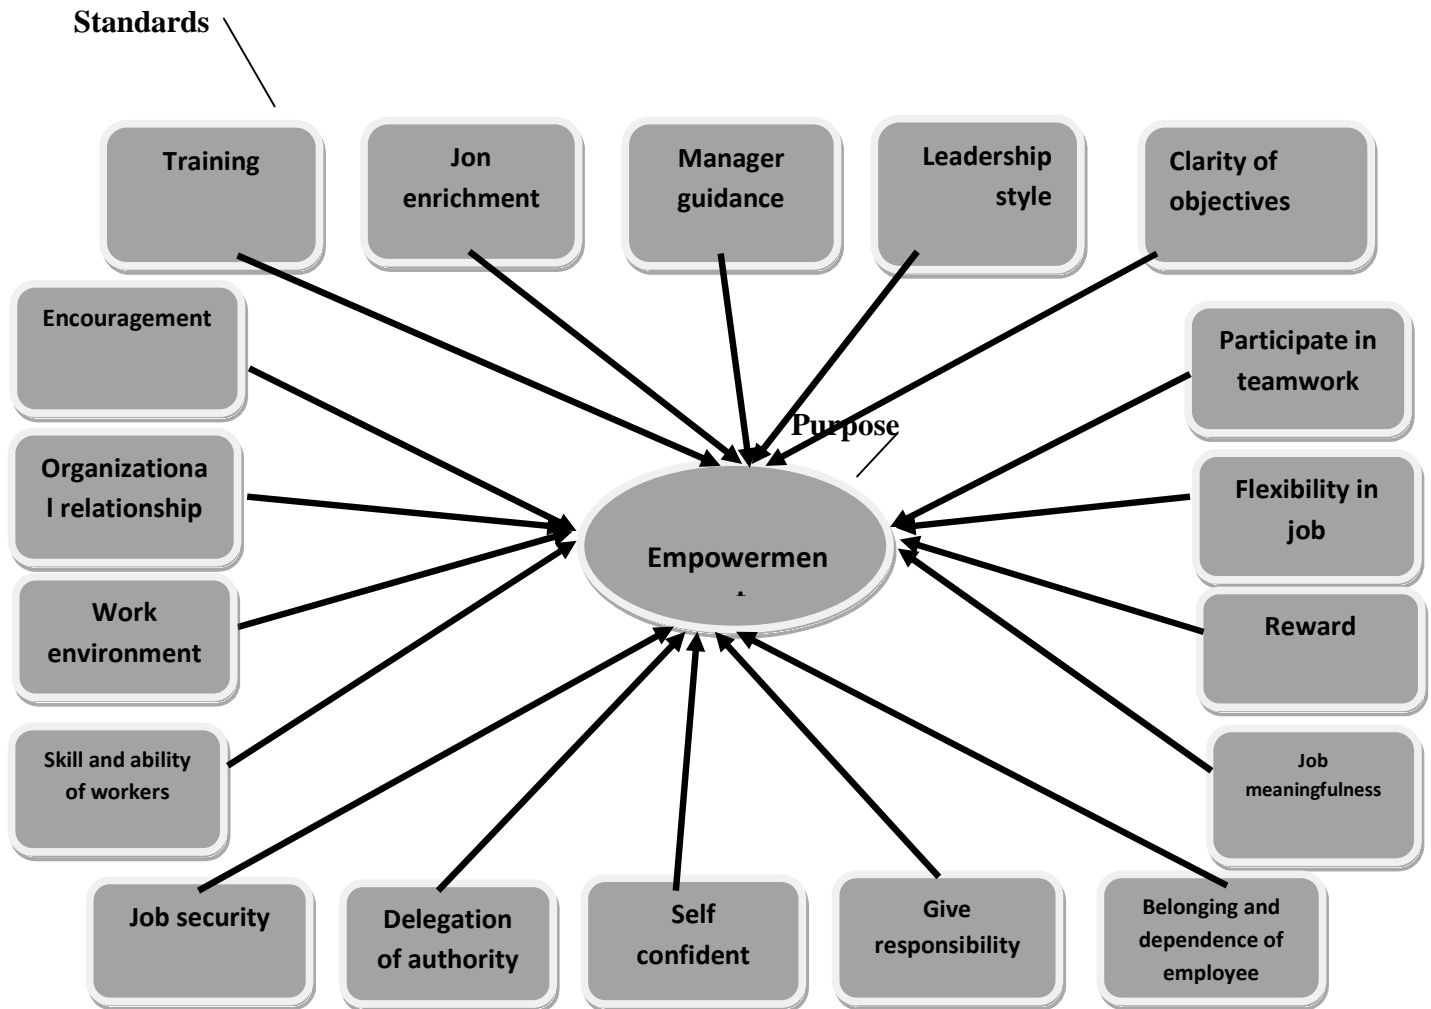 Standards
Training
Jon
enrichment
Manager
guidance
Leadership
style
Clarity of
objectives
Encouragement
Participate in
teamwork
Purpose
Organizationa
l relationship
Flexibility in
job
Empowermen
Work
environment
Reward
Skill and ability
of workers
Job
meaningfulness
Job security
Delegation
of authority
Self
confident
Give
responsibility
Belonging and
dependence of
employee